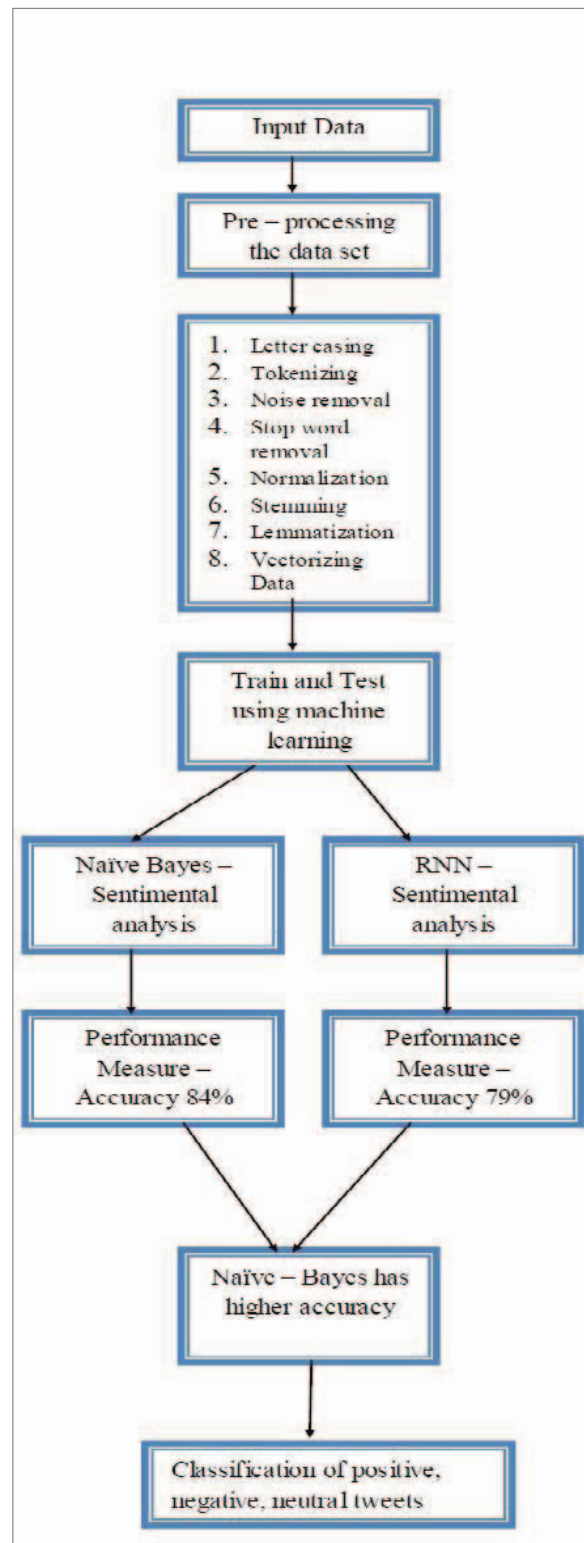 Input Data
Pre – processing
the data set
1. Letter casing
2. Tokenizing
3. Noise removal
4. Stop word
removal
5. Normalization
6. Stemming
7. Lemmatization
8. Vectorizing
Data
Train and Test
using machine
learning
Naïve Bayes –
Sentimental
analysis
RNN –
Sentimental
analysis
Performance
Measure –
Accuracy 84%
Performance
Measure –
Accuracy 79%
Naïve – Bayes has
higher accuracy
Classification of positive,
negative, neutral tweets